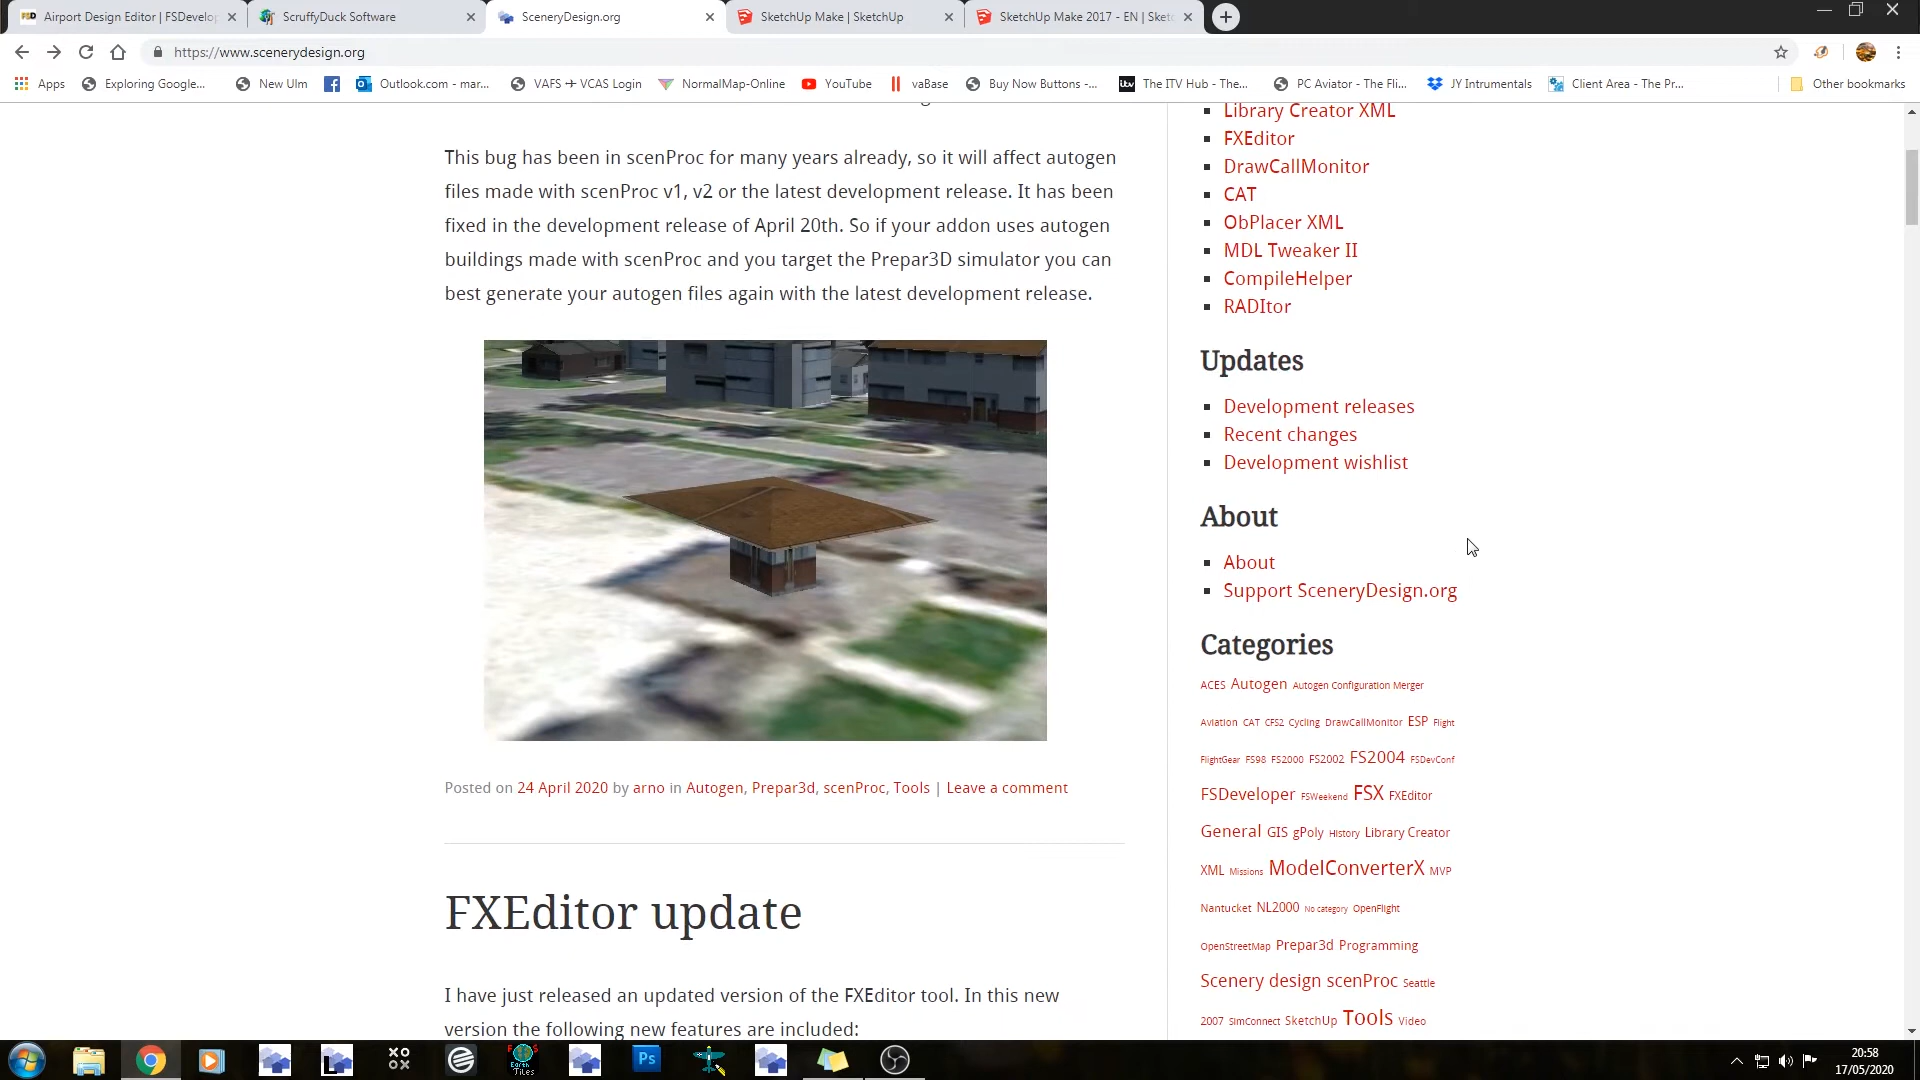 Airport Design Editor | FSDevelop
ScruffyDuck Software
SceneryDesign.org
SketchUp Make | SketchUp
SketchUp Make 2017 - EN | Sket
https://www.scenerydesign.org
Apps
Exploring Google...
New Ulm
Outlook.com - mar...
VAFS ✈ VCAS Login
NormalMap-Online
YouTube
vaBase
Buy Now Buttons -...
itv
The ITV Hub - The...
PC Aviator - The Fli...
JY Intrumentals
Client Area - The Pr...
Other bookmarks
This bug has been in scenProc for many years already, so it will affect autogen
files made with scenProc v1, v2 or the latest development release. It has been
fixed in the development release of April 20th. So if your addon uses autogen
buildings made with scenProc and you target the Prepar3D simulator you can
best generate your autogen files again with the latest development release.
Posted on 24 April 2020 by arno in Autogen, Prepar3d, scenProc, Tools | Leave a comment
FXEditor update
I have just released an updated version of the FXEditor tool. In this new
version the following new features are included:
Library Creator XML
FXEditor
DrawCallMonitor
CAT
ObPlacer XML
MDL Tweaker II
CompileHelper
RADItor
Updates
Development releases
Recent changes
Development wishlist
About
About
Support SceneryDesign.org
Categories
ACES Autogen Autogen Configuration Merger
Aviation CAT CFS2 Cycling DrawCallMonitor ESP Flight
FlightGear FS98 FS2000 FS2002 FS2004 FSDevConf
FSDeveloper FSWeekend FSX FXEditor
General GIS gPoly History Library Creator
XML Missions ModelConverterX MVP
Nantucket NL2000 No category OpenFlight
OpenStreetMap Prepar3d Programming
Scenery design scenProc Seattle
2007 SimConnect SketchUp Tools Video
Ps
20:58
17/05/2020